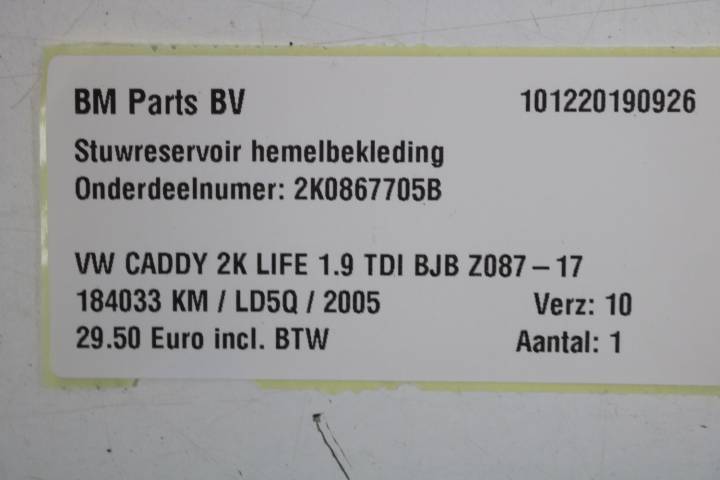 BM Parts BV 101220190926
Stuwreservoir hemelbekleding
Onderdeelnumer: 2K0867705B
VW CADDY 2K LIFE 1.9 TDI BJB Z087 – 17
184033 KM / LD5Q / 2005 Verz: 10
29.50 Euro incl. BTW Aantal: 1